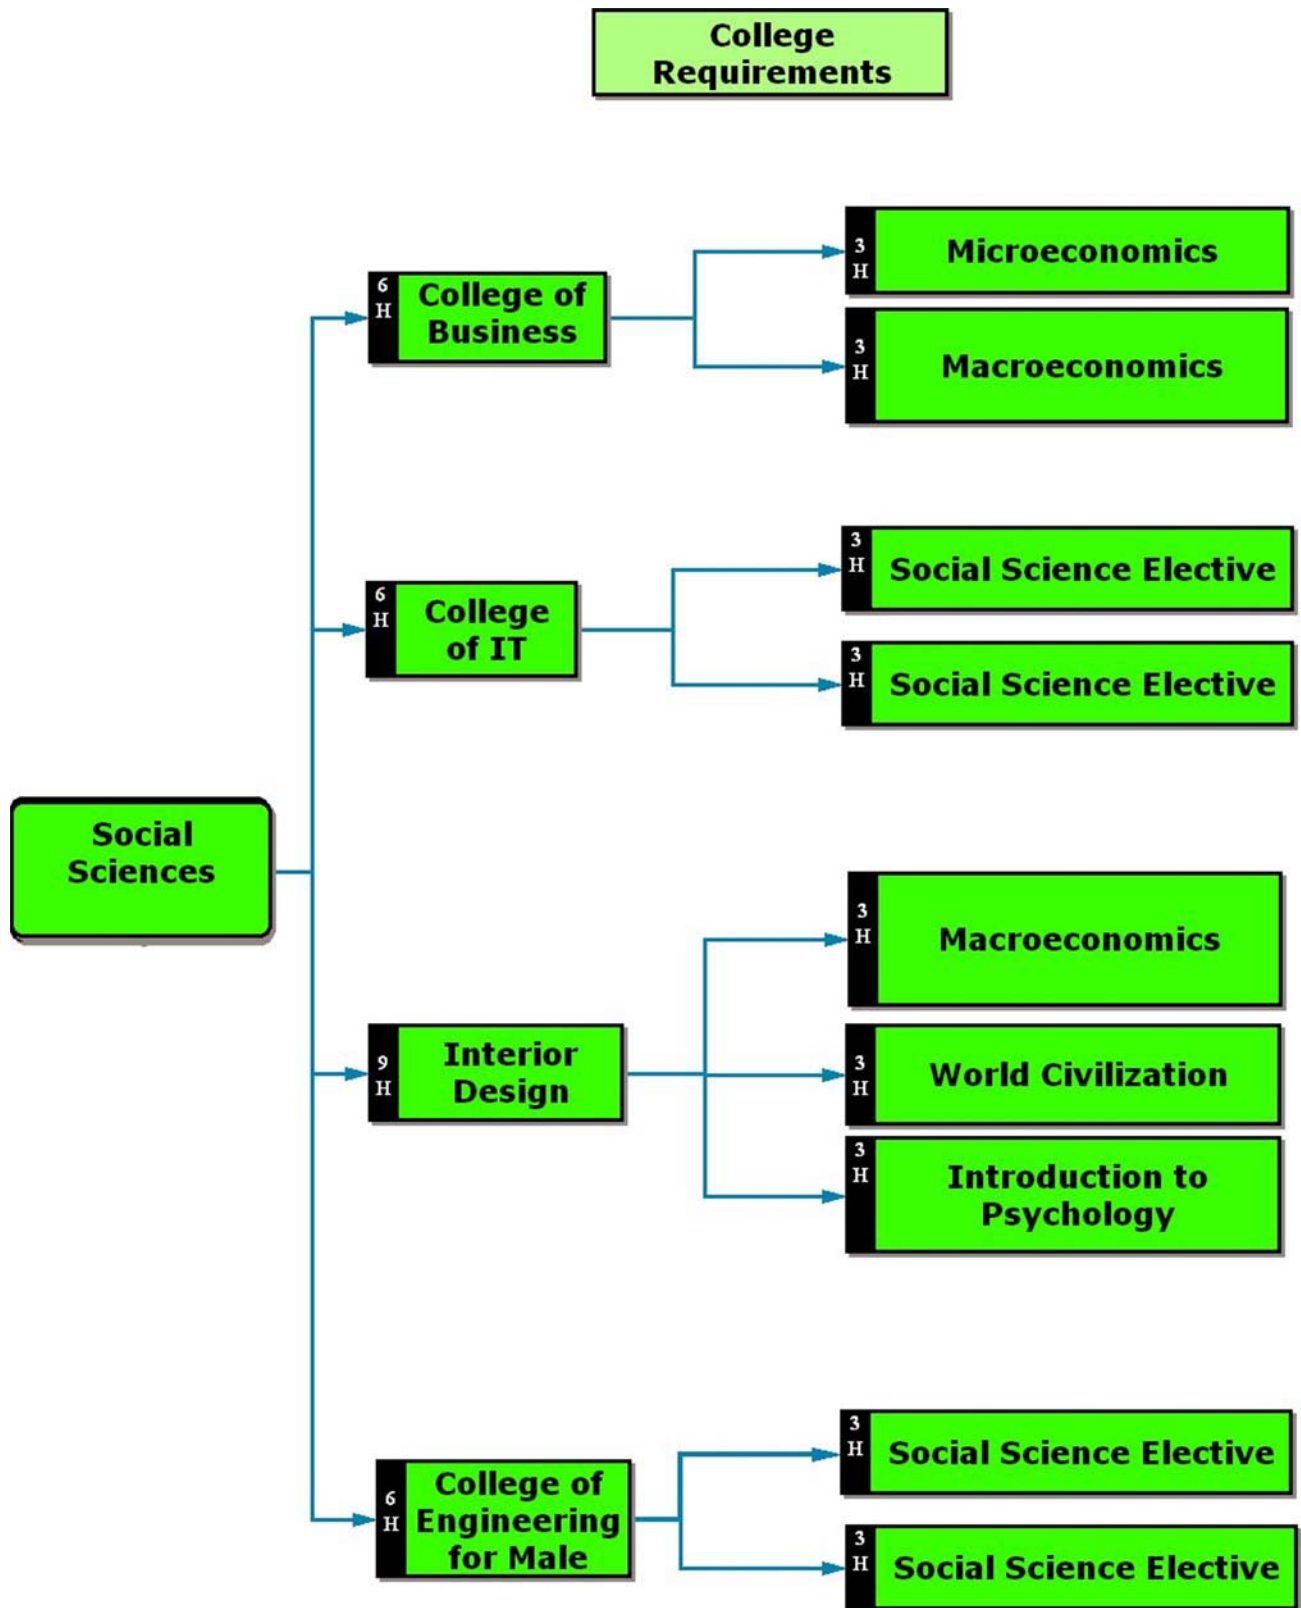 College
Requirements
3
H
Microeconomics
6
H
College of
Business
3
H
Macroeconomics
3
H
Social Science Elective
6
H
College
of IT
3
H
Social Science Elective
Social
Sciences
3
H
Macroeconomics
9
H
Interior
Design
3
H
World Civilization
3
H
Introduction to
Psychology
3
H
Social Science Elective
6
H
College of
Engineering
for Male
3
H
Social Science Elective